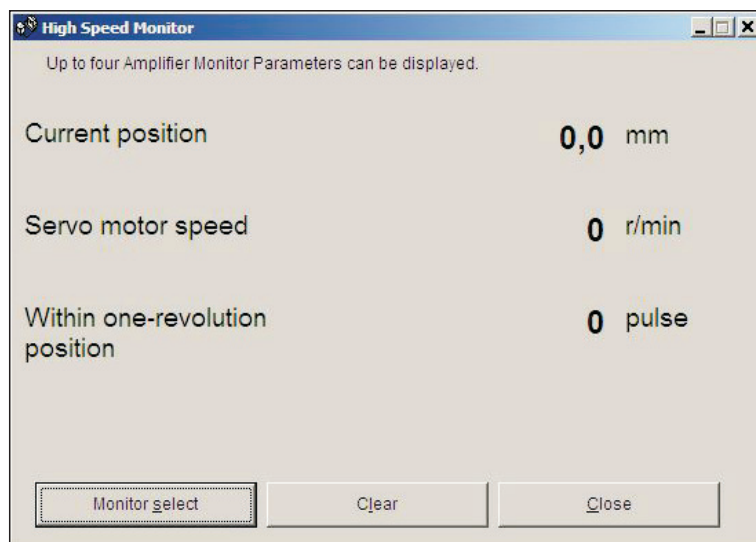 High Speed Monitor
Up to four Amplifier Monitor Parameters can be displayed.
Current position 0,0 mm
Servo motor speed 0 r/min
Within one-revolution 0 pulse
position
Monitor select Clear Close